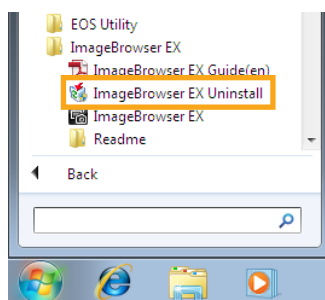 EOS Utility
ImageBrowser EX
ImageBrowser EX Guide(en)
ImageBrowser EX Uninstall
ImageBrowser EX
Readme
Back